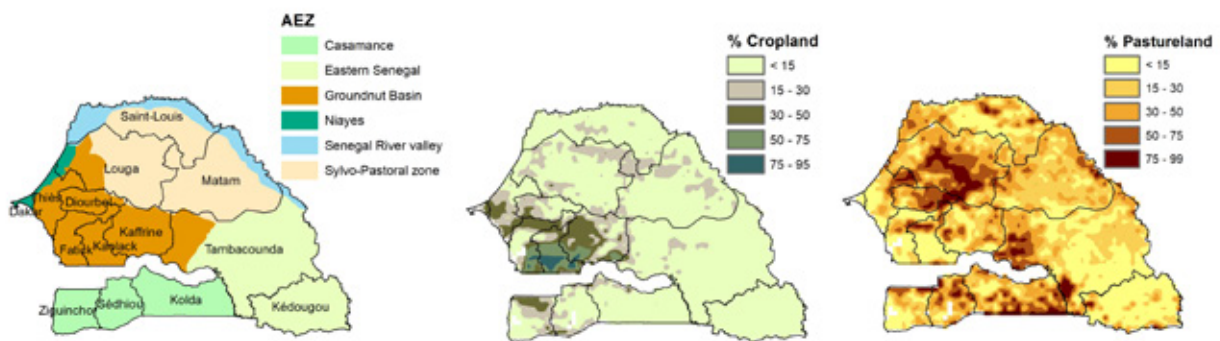 AEZ
Casamance
Eastern Senegal
Groundnut Basin
Niayes
Senegal River valley
Sylvo-Pastoral zone
Saint-Louis
Louga
Matam
Thiès
Dakar
Diourbel
Kaffrine
Fatick
Kaolack
Tambacounda
Ziguinchor
Sédhiou
Kolda
Kédougou
% Cropland
< 15
15 - 30
30 - 50
50 - 75
75 - 95
% Pastureland
< 15
15 - 30
30 - 50
50 - 75
75 - 99